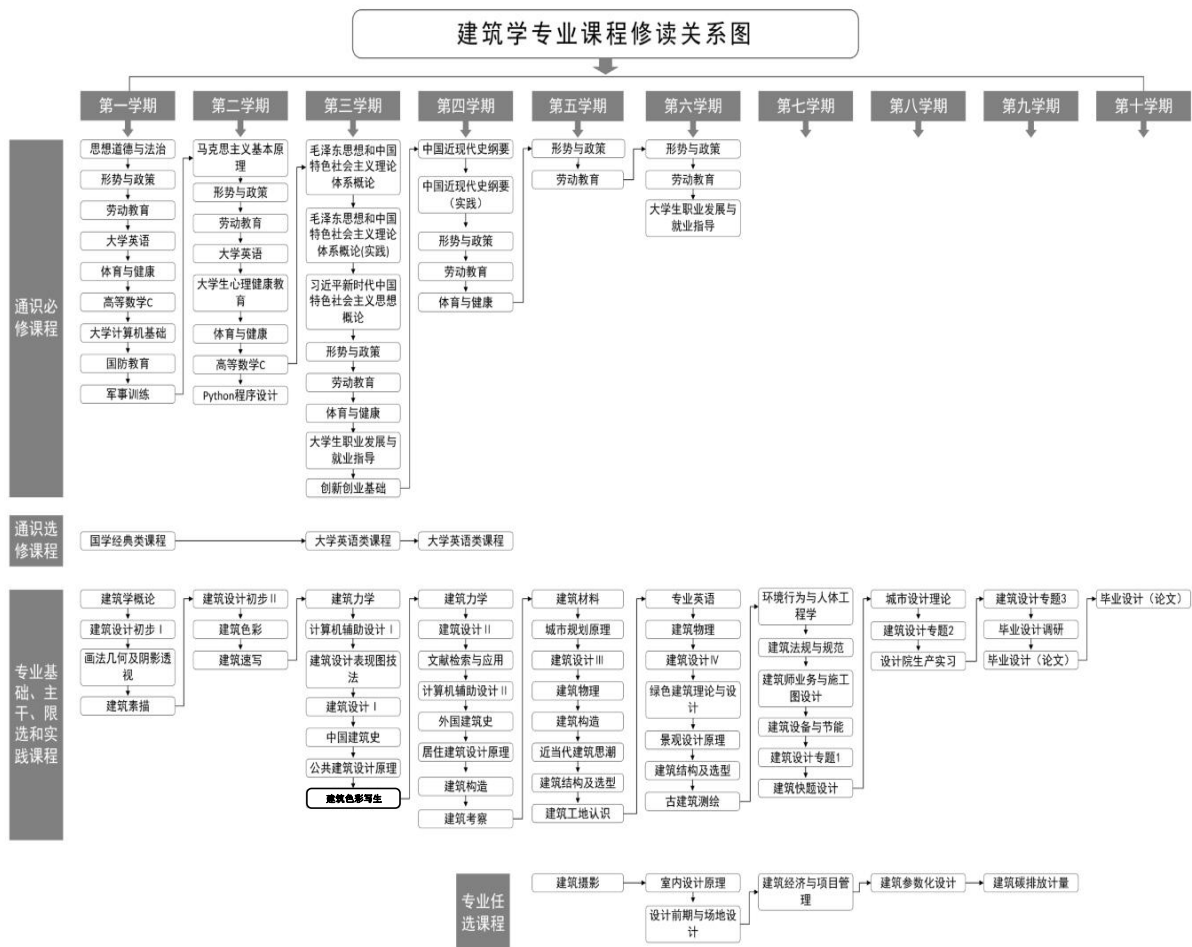 建筑学专业课程修读关系图
第一学期
第二学期
第三学期
第四学期
第五学期
第六学期
第七学期
第八学期
第九学期
第十学期
通识必
修课程
思想道德与法治
形势与政策
劳动教育
大学英语
体育与健康
高等数学C
大学计算机基础
国防教育
军事训练
马克思主义基本原
理
形势与政策
劳动教育
大学英语
大学生心理健康教
育
体育与健康
高等数学C
Python程序设计
毛泽东思想和中国
特色社会主义理论
体系概论
毛泽东思想和中国
特色社会主义理论
体系概论(实践)
习近平新时代中国
特色社会主义思想
概论
形势与政策
劳动教育
体育与健康
大学生职业发展与
就业指导
创新创业基础
中国近现代史纲要
中国近现代史纲要
（实践）
形势与政策
劳动教育
体育与健康
形势与政策
劳动教育
形势与政策
劳动教育
大学生职业发展与
就业指导
通识选
修课程
国学经典类课程
大学英语类课程
大学英语类课程
专业基
础、主
干、限
选和实
践课程
建筑学概论
建筑设计初步Ⅰ
画法几何及阴影透
视
建筑素描
建筑设计初步Ⅱ
建筑色彩
建筑速写
建筑力学
计算机辅助设计Ⅰ
建筑设计表现图技
法
建筑设计Ⅰ
中国建筑史
公共建筑设计原理
建筑色彩写生
建筑力学
建筑设计Ⅱ
文献检索与应用
计算机辅助设计Ⅱ
外国建筑史
居住建筑设计原理
建筑构造
建筑考察
建筑材料
城市规划原理
建筑设计Ⅲ
建筑物理
建筑构造
近当代建筑思潮
建筑结构及选型
建筑工地认识
专业英语
建筑物理
建筑设计Ⅳ
绿色建筑理论与设
计
景观设计原理
建筑结构及选型
古建筑测绘
环境行为与人体工
程学
建筑法规与规范
建筑师业务与施工
图设计
建筑设备与节能
建筑设计专题1
建筑快题设计
城市设计理论
建筑设计专题2
设计院生产实习
建筑设计专题3
毕业设计调研
毕业设计（论文）
毕业设计（论文）
专业任
选课程
建筑摄影
室内设计原理
设计前期与场地设
计
建筑经济与项目管
理
建筑参数化设计
建筑碳排放计量